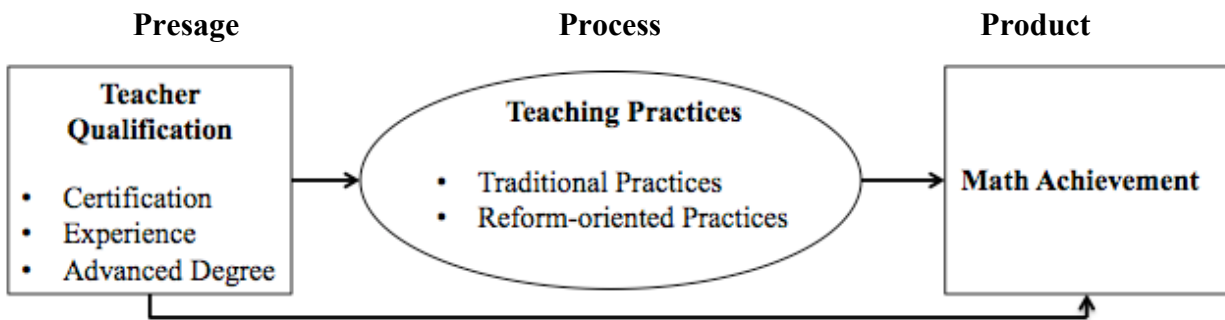 Presage
Process
Product
Teacher
Qualification
• Certification
• Experience
• Advanced Degree
Teaching Practices
• Traditional Practices
• Reform-oriented Practices
Math Achievement